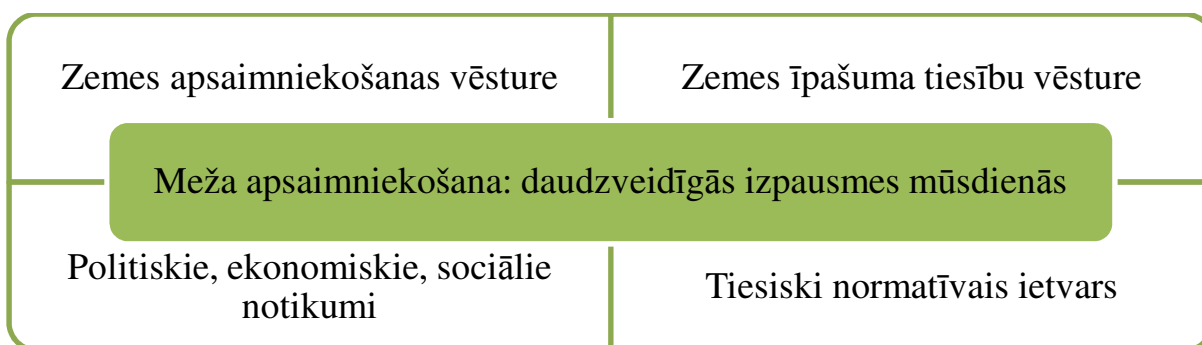 Zemes apsaimniekošanas vēsture
Zemes īpašuma tiesību vēsture
Meža apsaimniekošana: daudzveidīgās izpausmes mūsdienās
Politiskie, ekonomiskie, sociālie
notikumi
Tiesiski normatīvais ietvars